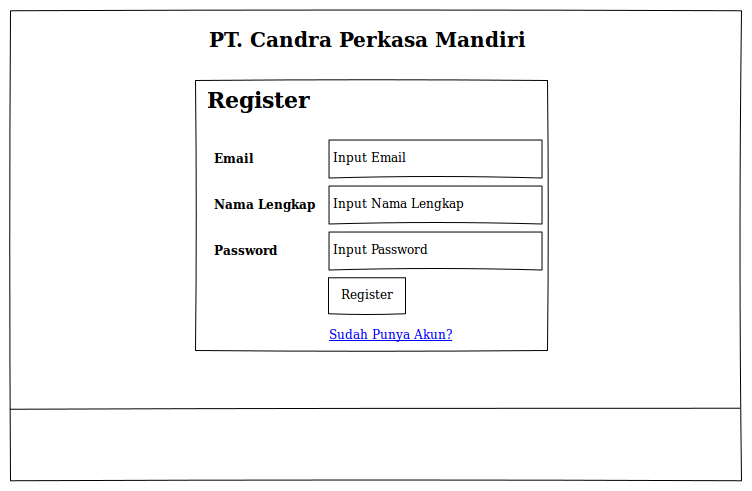 PT. Candra Perkasa Mandiri
Register
Email Input Email
Nama Lengkap Input Nama Lengkap
Password Input Password
Register
Sudah Punya Akun?